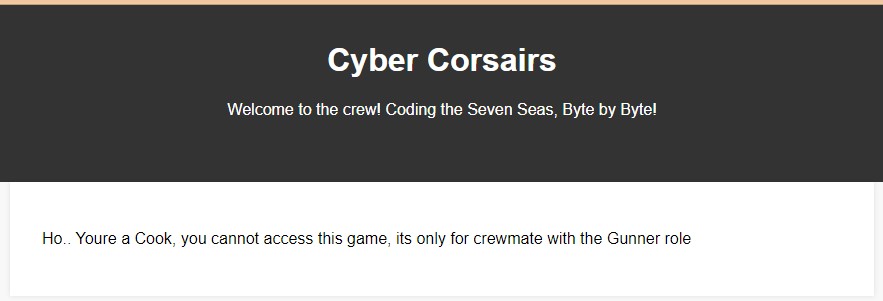 Cyber Corsairs
Welcome to the crew! Coding the Seven Seas, Byte by Byte!
Ho.. Youre a Cook, you cannot access this game, its only for crewmate with the Gunner role